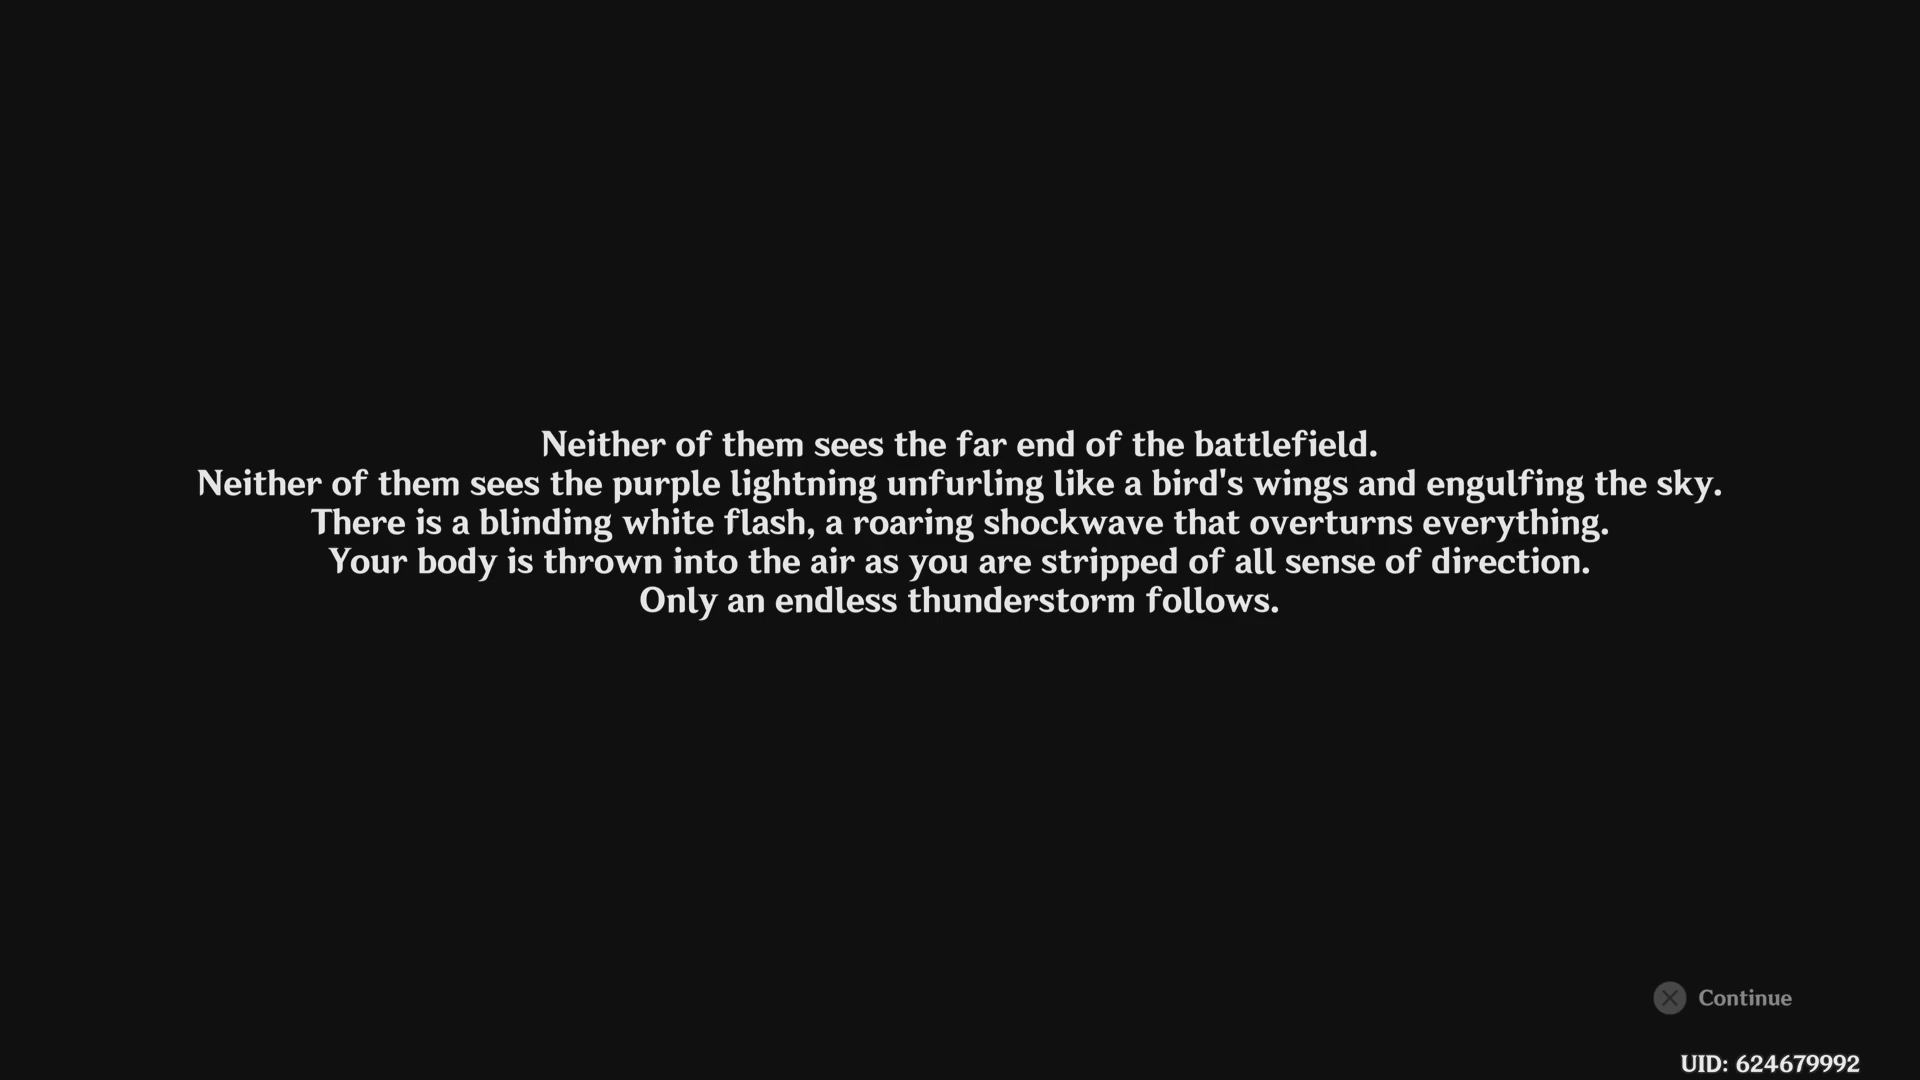 Neither of them sees the far end of the battlefield.
Neither of them sees the purple lightning unfurling like a bird's wings and engulfing the sky.
There is a blinding white flash, a roaring shockwave that overturns everything.
Your body is thrown into the air as you are stripped of all sense of direction.
Only an endless thunderstorm follows.
Continue
UID: 624679992